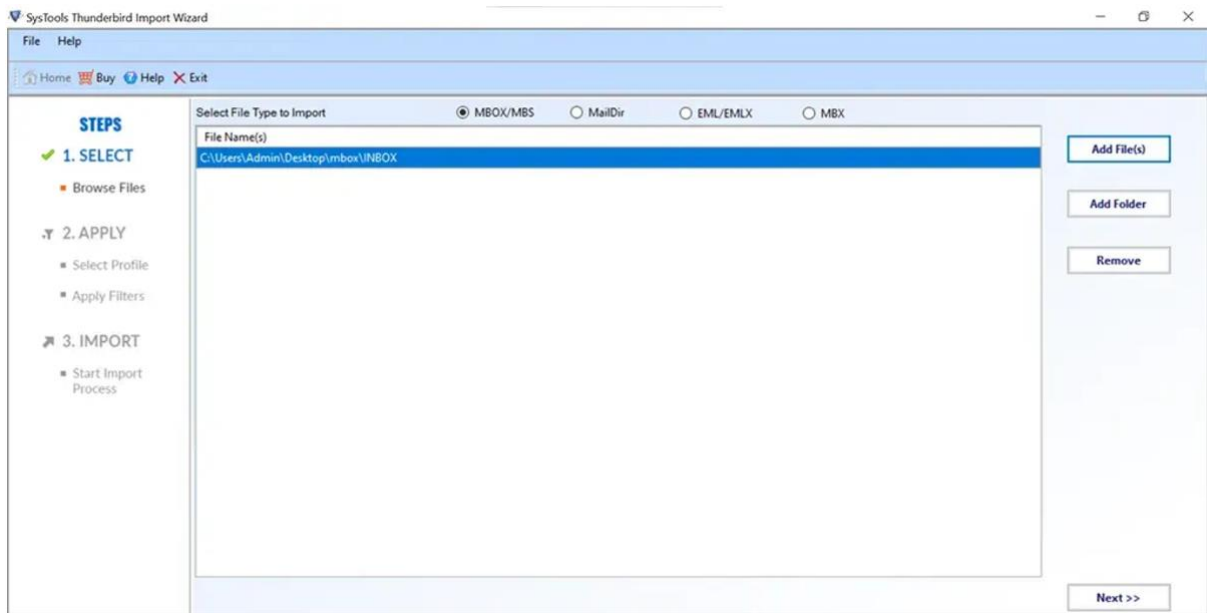 SysTools Thunderbird Import Wizard
File Help
Home Buy Help Exit
STEPS
1. SELECT
Browse Files
2. APPLY
Select Profile
Apply Filters
3. IMPORT
Start Import
Process
Select File Type to Import MBOX/MBS MailDir EML/EMLX MBX
File Name(s)
C:\Users\Admin\Desktop\mbox\INBOX
Add File(s)
Add Folder
Remove
Next >>